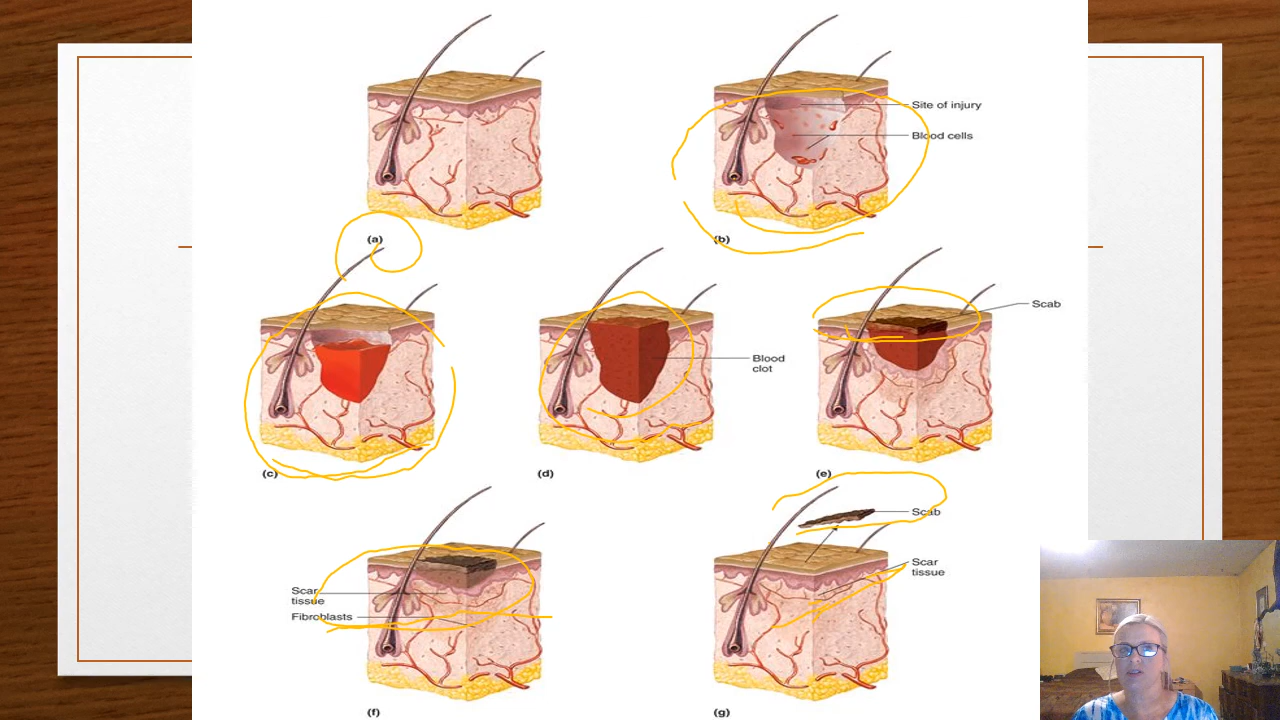 Site of injury
Blood cells
(a)
(b)
Scab
Blood
clot
(c)
(d)
(e)
Scab
Scar
tissue
Scar
tissue
Fibroblasts
(f)
(g)